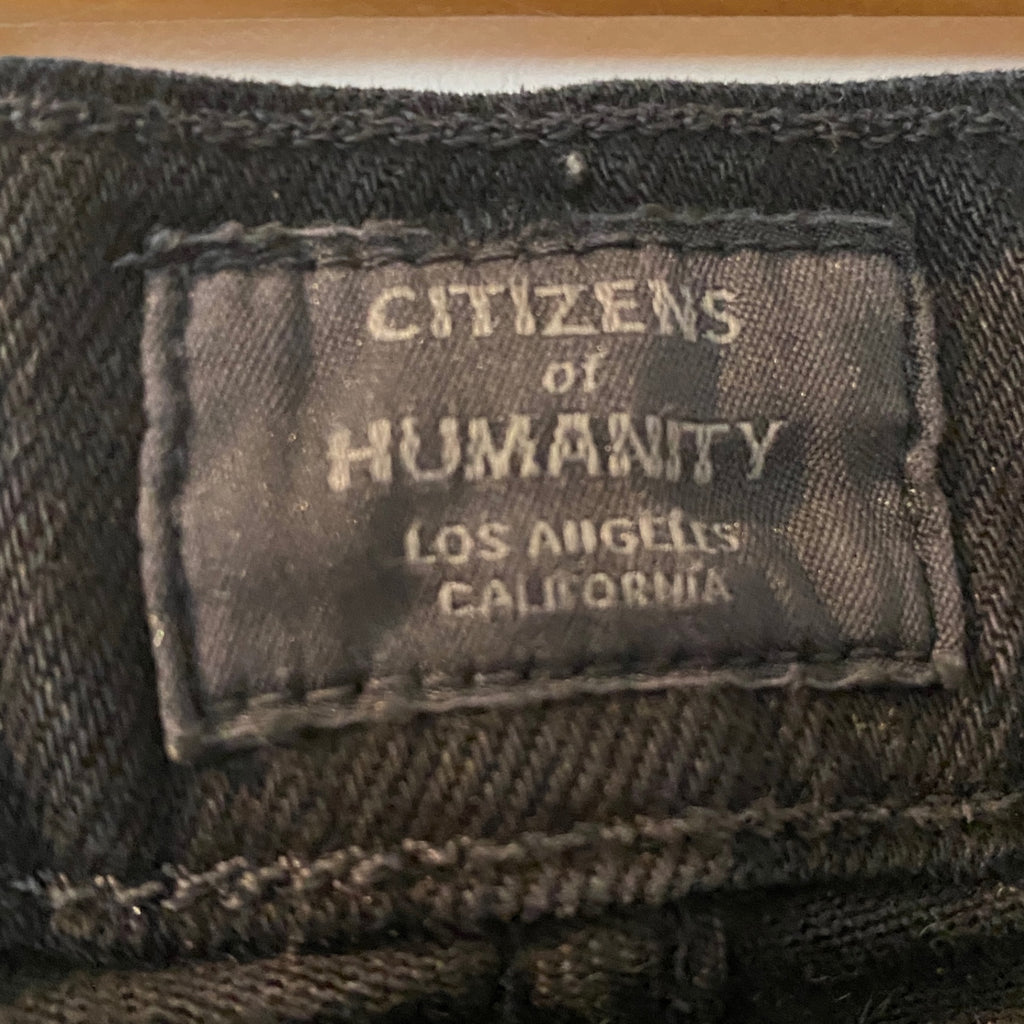 CITIZENS
of
HUMANITY
LOS ANGELES
CALIFORNIA